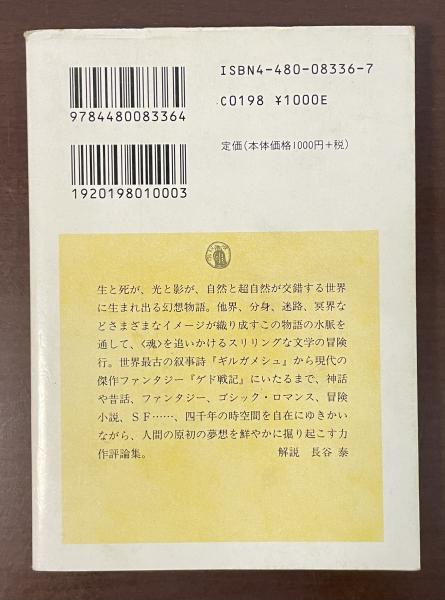 ISBN4-480-08336-7
C0198 ¥1000E
9784480083364
定価(本体価格1000円+税)
1920198010003
生と死が、光と影が、自然と超自然が交錯する世界
に生まれ出る幻想物語。他界、分身、迷路、冥界な
どさまざまなイメージが織り成すこの物語の水脈を
通して、〈魂〉を追いかけるスリリングな文学の冒険
行。世界最古の叙事詩『ギルガメシュ』から現代の
傑作ファンタジー『ゲド戦記』にいたるまで、神話
や昔話、ファンタジー、ゴシック・ロマンス、冒険
小説、ＳＦ……、四千年の時空間を自在にゆきかい
ながら、人間の原初の夢想を鮮やかに掘り起こす力
作評論集。 解説 長谷 泰